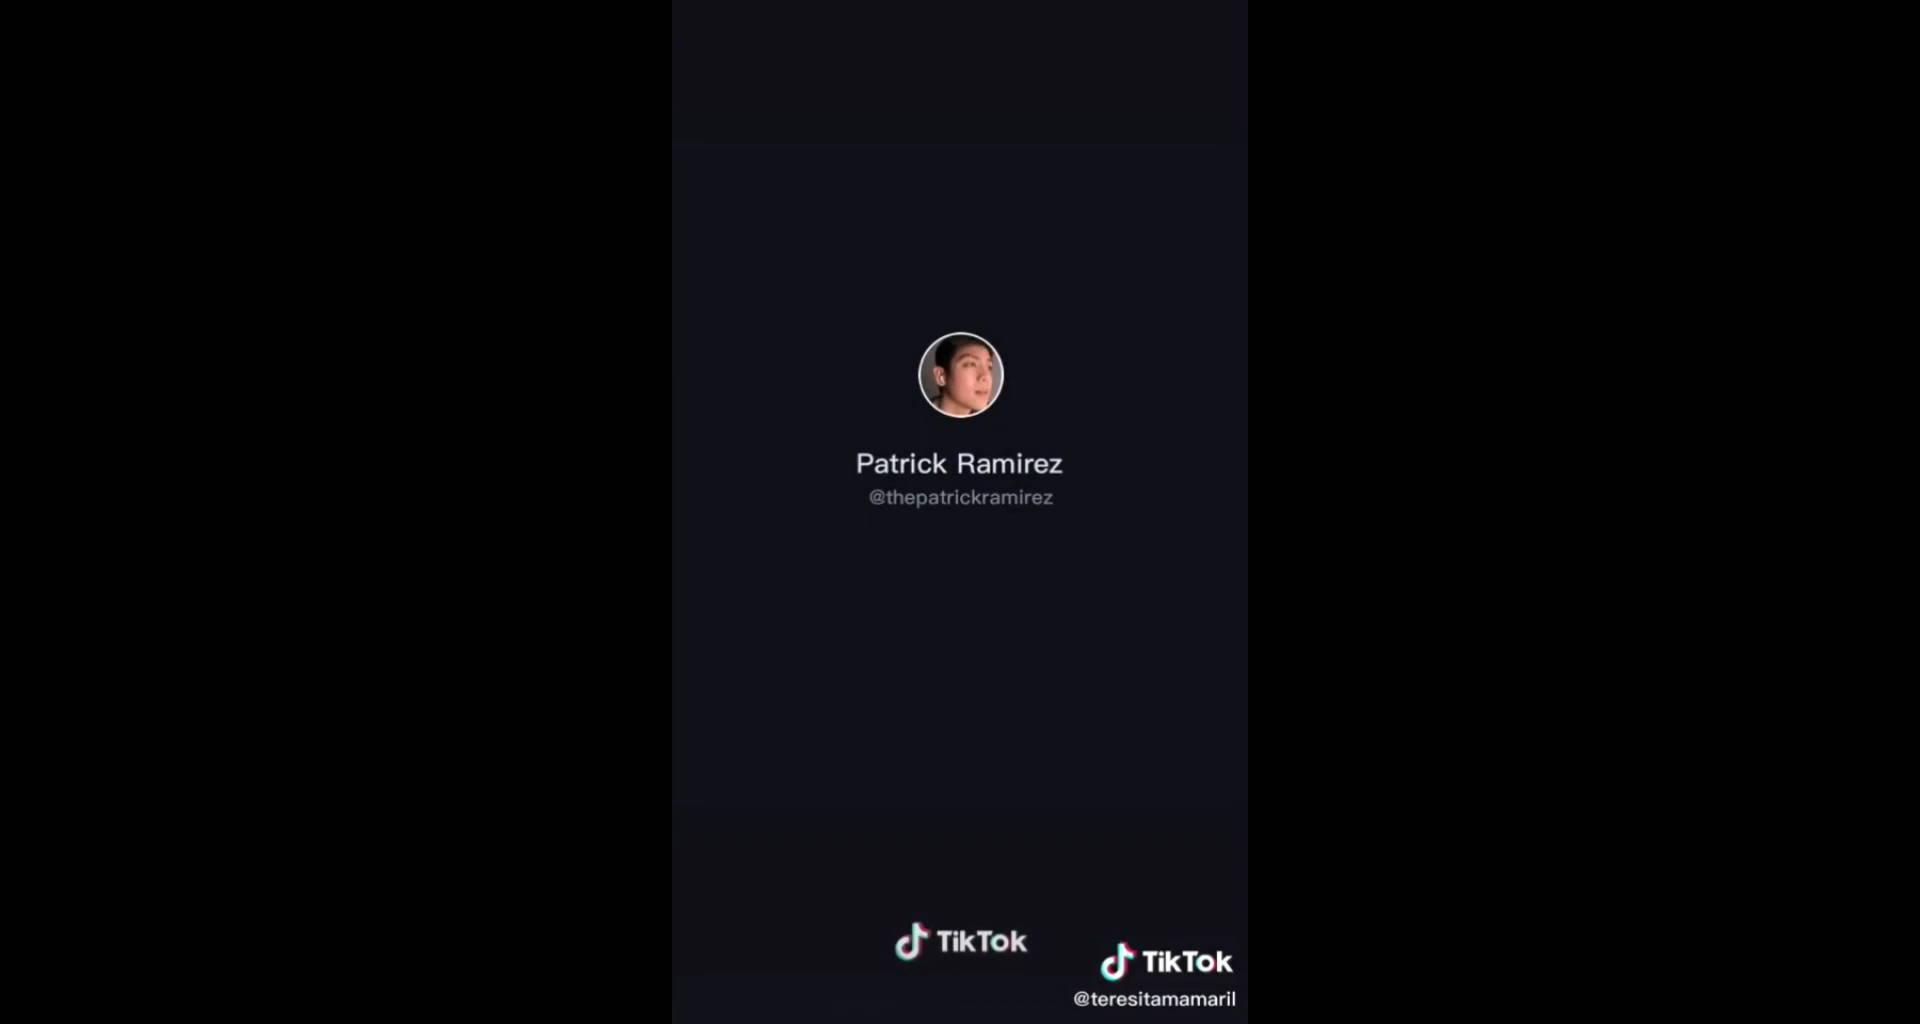 Patrick Ramirez
@thepatrickramirez
TikTok
TikTok
@teresitamamaril